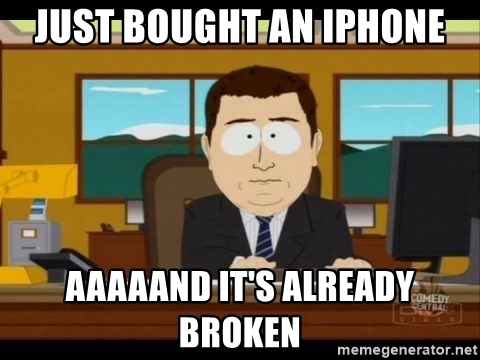 JUST BOUGHT AN IPHONE
AAAAAND IT'S ALREADY
BROKEN
COMEDY
CENTRAL
memegenerator.net